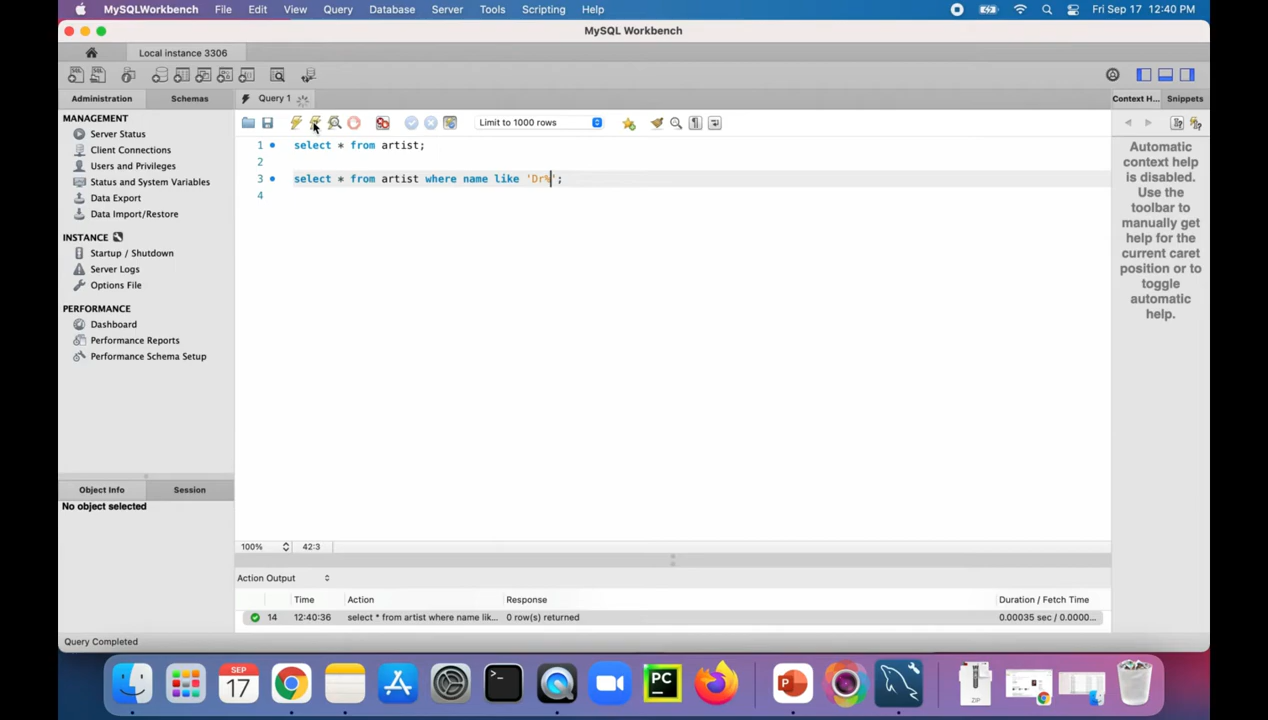 MySQLWorkbench File Edit View Query Database Server Tools Scripting Help Fri Sep 17 12:40 PM
MySQL Workbench
Local instance 3306
Administration Schemas Query 1 Context H... Snippets
Limit to 1000 rows
MANAGEMENT
Server Status
Client Connections
Users and Privileges
Status and System Variables
Data Export
Data Import/Restore
INSTANCE
Startup / Shutdown
Server Logs
Options File
PERFORMANCE
Dashboard
Performance Reports
Performance Schema Setup
Object Info Session
No object selected
1 select * from artist;
2
3 select * from artist where name like 'Dr%';
4
100% 42:3
Action Output
Time Action Response Duration / Fetch Time
14 12:40:36 select * from artist where name lik... 0 row(s) returned 0.00035 sec / 0.0000...
Automatic
context help
is disabled.
Use the
toolbar to
manually get
help for the
current caret
position or to
toggle
automatic
help.
Query Completed
SEP
17
PC
ZIP